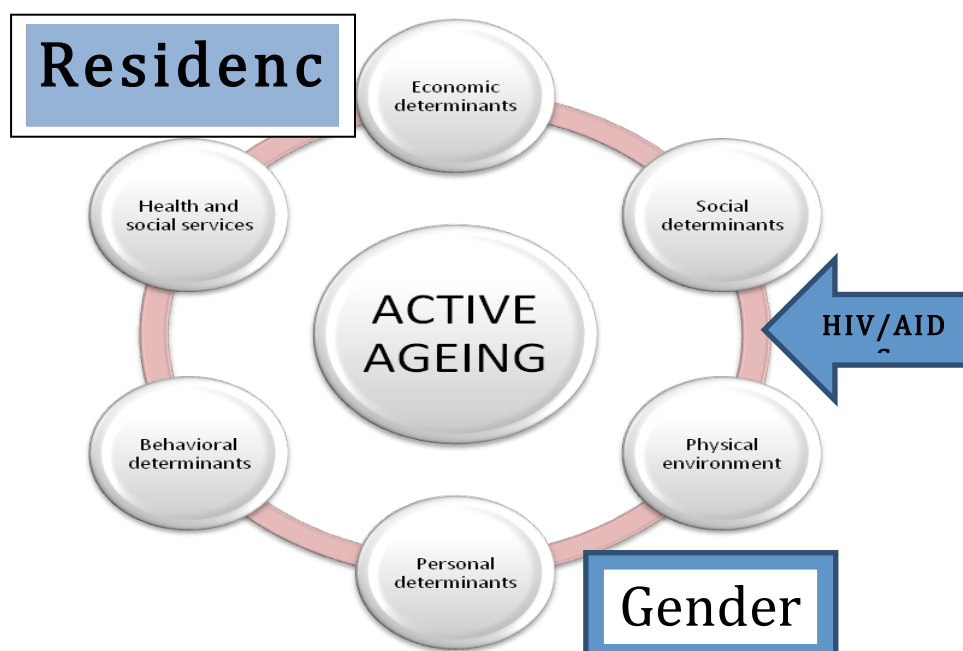 Residenc
Economic
determinants
Health and
social services
Social
determinants
ACTIVE
AGEING
HIV/AID
Behavioral
determinants
Physical
environment
Personal
determinants
Gender